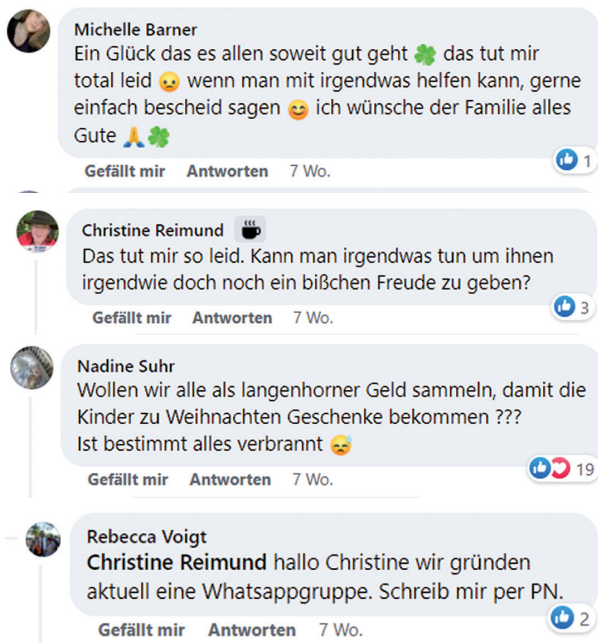 Michelle Barner
Ein Glück das es allen soweit gut geht 🍀 das tut mir
total leid 😞 wenn man mit irgendwas helfen kann, gerne
einfach bescheid sagen 😊 ich wünsche der Familie alles
Gute 🙏🍀
Gefällt mir Antworten 7 Wo.
1
Christine Reimund
Das tut mir so leid. Kann man irgendwas tun um ihnen
irgendwie doch noch ein bißchen Freude zu geben?
Gefällt mir Antworten 7 Wo.
3
Nadine Suhr
Wollen wir alle als langenhorner Geld sammeln, damit die
Kinder zu Weihnachten Geschenke bekommen ???
Ist bestimmt alles verbrannt 😪
Gefällt mir Antworten 7 Wo.
19
Rebecca Voigt
Christine Reimund hallo Christine wir gründen
aktuell eine Whatsappgruppe. Schreib mir per PN.
Gefällt mir Antworten 7 Wo.
2